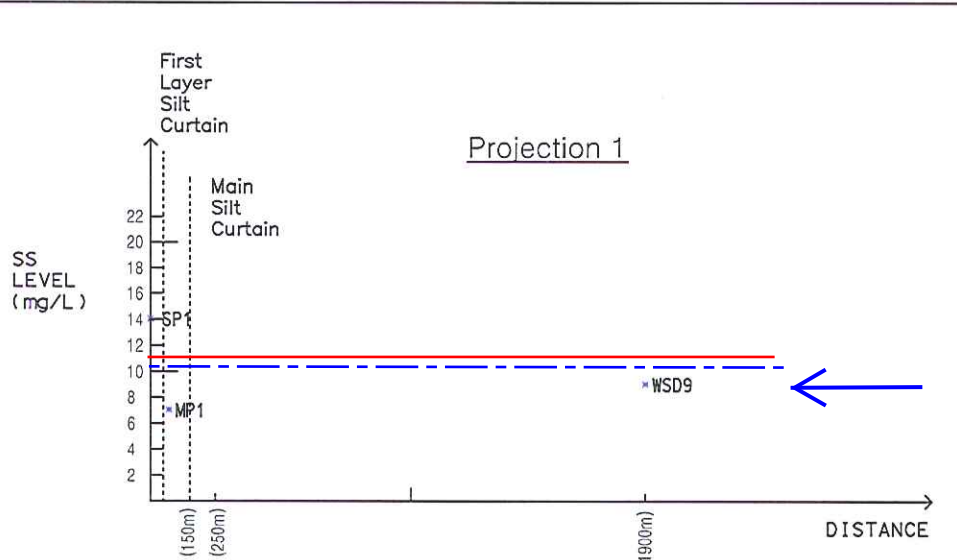 First
Layer
Silt
Curtain
Projection 1
Main
Silt
Curtain
SS
LEVEL
(mg/L)
22
20
18
16
14
12
10
8
6
4
2
SP1
MP1
WSD9
(150m)
(250m)
1900m)
DISTANCE